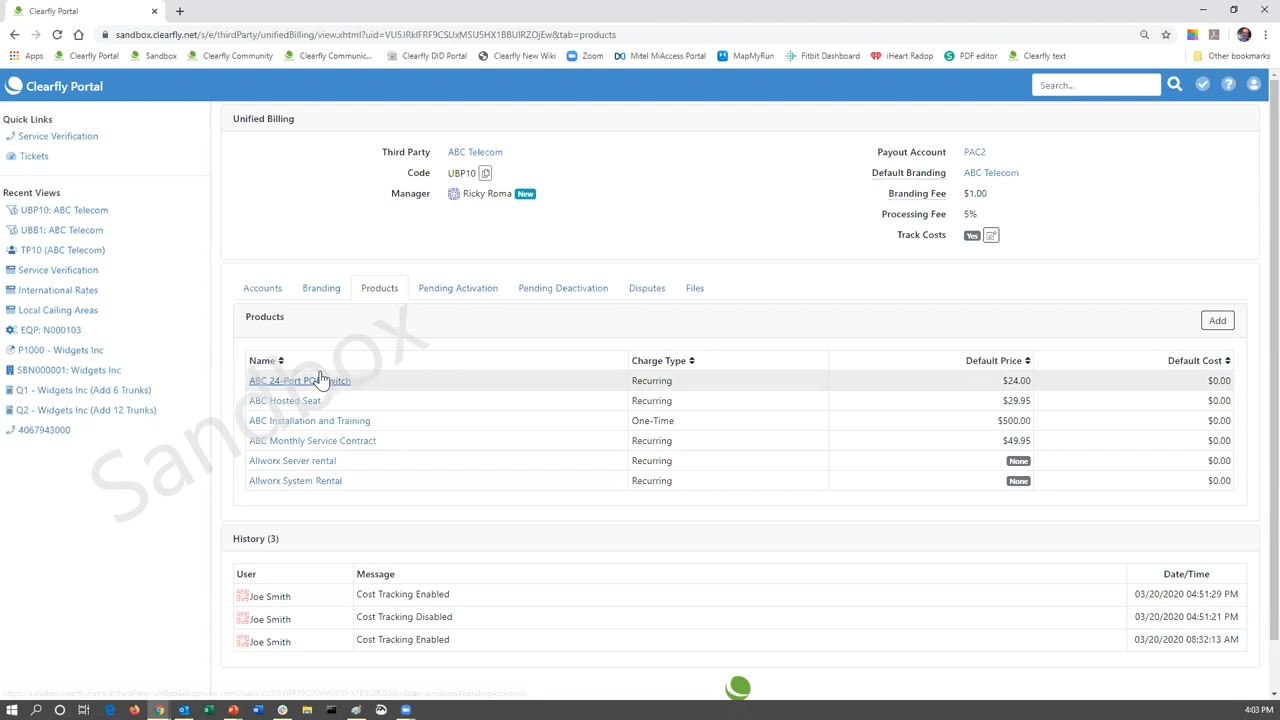 Clearfly Portal
sandbox.clearfly.net/s/e/thirdParty/unifiedBilling/view.xhtml?uid=VU5JRklFRF9CSUxMSU5HX1BBUlRZOjEw&tab=products
Apps Clearfly Portal Sandbox Clearfly Community Clearfly Communic... Clearfly DID Portal Clearfly New Wiki Zoom Mitel MiAccess Portal MapMyRun Fitbit Dashboard iHeart Radop PDF editor Clearfly text Other bookmarks
Clearfly Portal
Search...
Quick Links
Service Verification
Tickets
Recent Views
UBP10: ABC Telecom
UBB1: ABC Telecom
TP10 (ABC Telecom)
Service Verification
International Rates
Local Calling Areas
EQP: N000103
P1000 - Widgets Inc
SBN000001: Widgets Inc
Q1 - Widgets Inc (Add 6 Trunks)
Q2 - Widgets Inc (Add 12 Trunks)
4067943000
Unified Billing
Third Party ABC Telecom
Code UBP10
Manager Ricky Roma New
Payout Account PAC2
Default Branding ABC Telecom
Branding Fee $1.00
Processing Fee 5%
Track Costs Yes
Accounts Branding Products Pending Activation Pending Deactivation Disputes Files
Products
Add
Name Charge Type Default Price Default Cost
ABC 24-Port Switch Recurring $24.00 $0.00
ABC Hosted Seat Recurring $29.95 $0.00
ABC Installation and Training One-Time $500.00 $0.00
ABC Monthly Service Contract Recurring $49.95 $0.00
Allworx Server rental Recurring None $0.00
Allworx System Rental Recurring None $0.00
Sandbox
History (3)
User Message Date/Time
Joe Smith Cost Tracking Enabled 03/20/2020 04:51:29 PM
Joe Smith Cost Tracking Disabled 03/20/2020 04:51:21 PM
Joe Smith Cost Tracking Enabled 03/20/2020 08:32:13 AM
4:03 PM